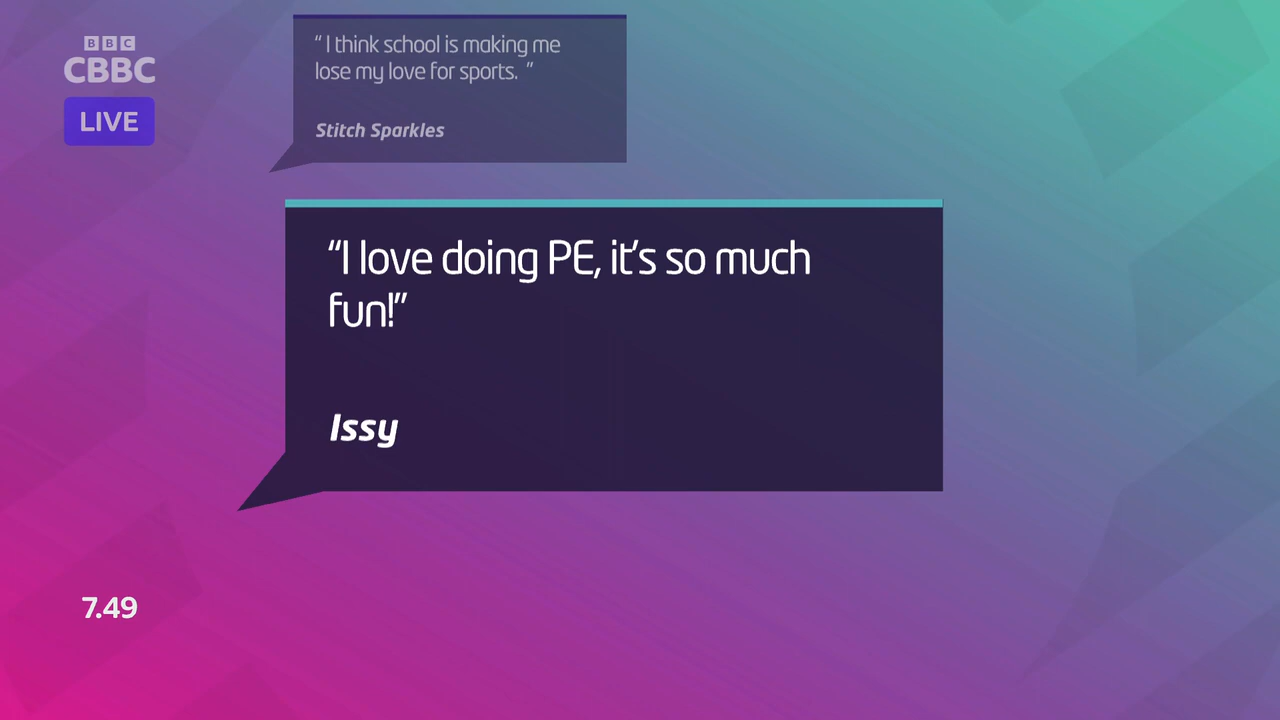 BBC
CBBC
LIVE
“ I think school is making me
lose my love for sports. ”
Stitch Sparkles
“I love doing PE, it’s so much
fun!”
Issy
7.49